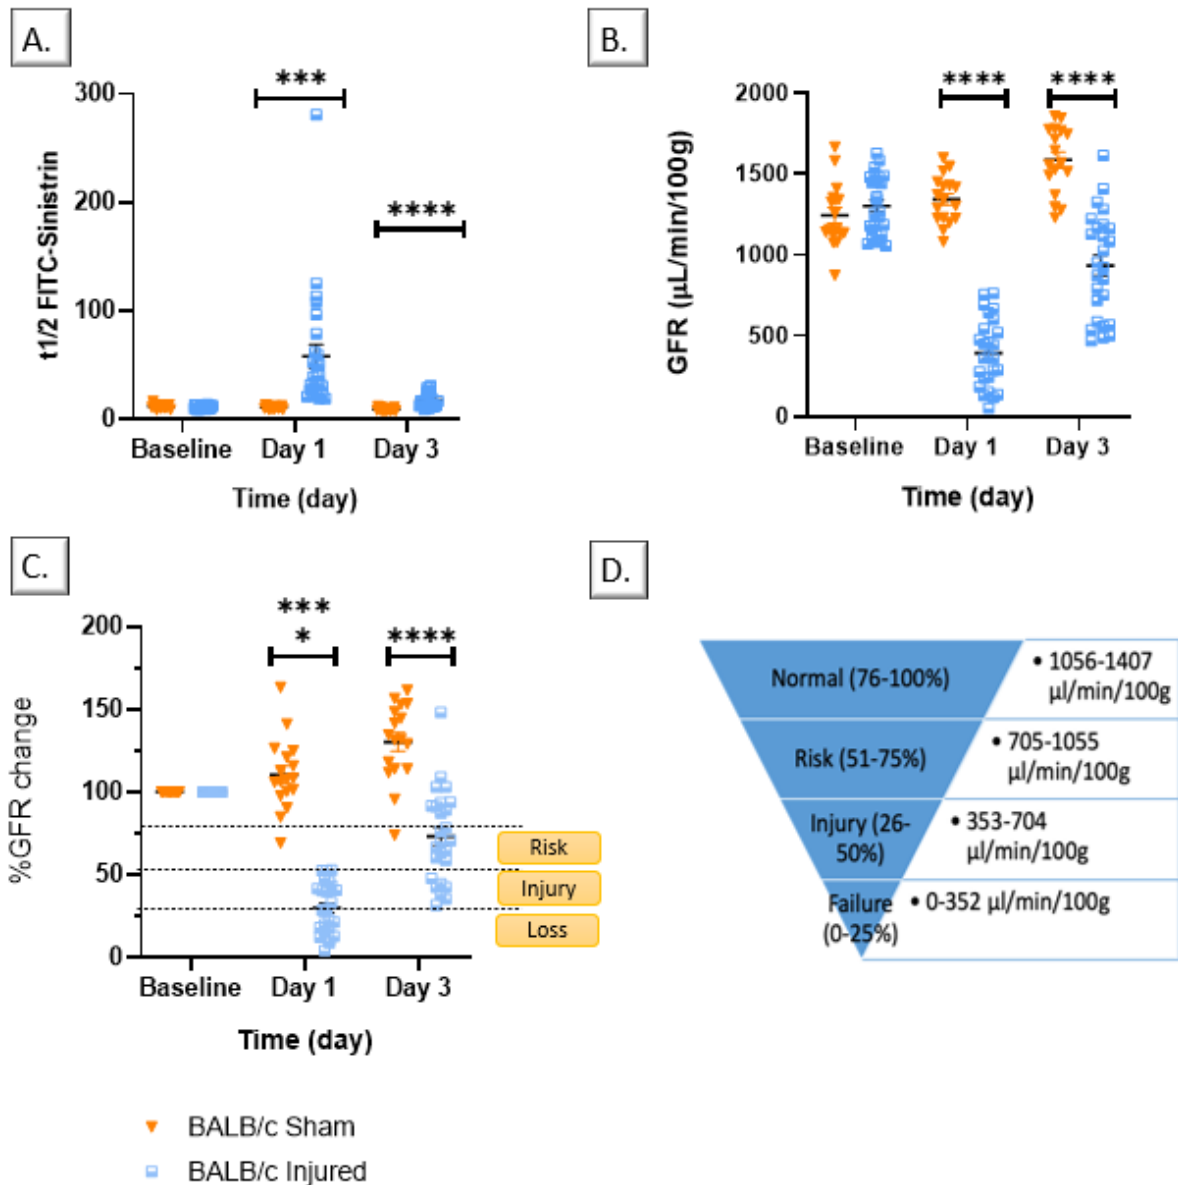 A.
***
****
300
200
100
0
t1/2 FITC-Sinistrin
Baseline Day 1 Day 3
Time (day)
B.
**** ****
2000
1500
1000
500
0
GFR (µL/min/100g)
Baseline Day 1 Day 3
Time (day)
C.
***
*
****
200
150
100
50
0
%GFR change
Risk
Injury
Loss
Baseline Day 1 Day 3
Time (day)
▼ BALB/c Sham
BALB/c Injured
D.
Normal (76-100%)
• 1056-1407
µl/min/100g
Risk (51-75%)
• 705-1055
µl/min/100g
Injury (26-
50%)
• 353-704
µl/min/100g
Failure
(0-25%)
• 0-352 µl/min/100g